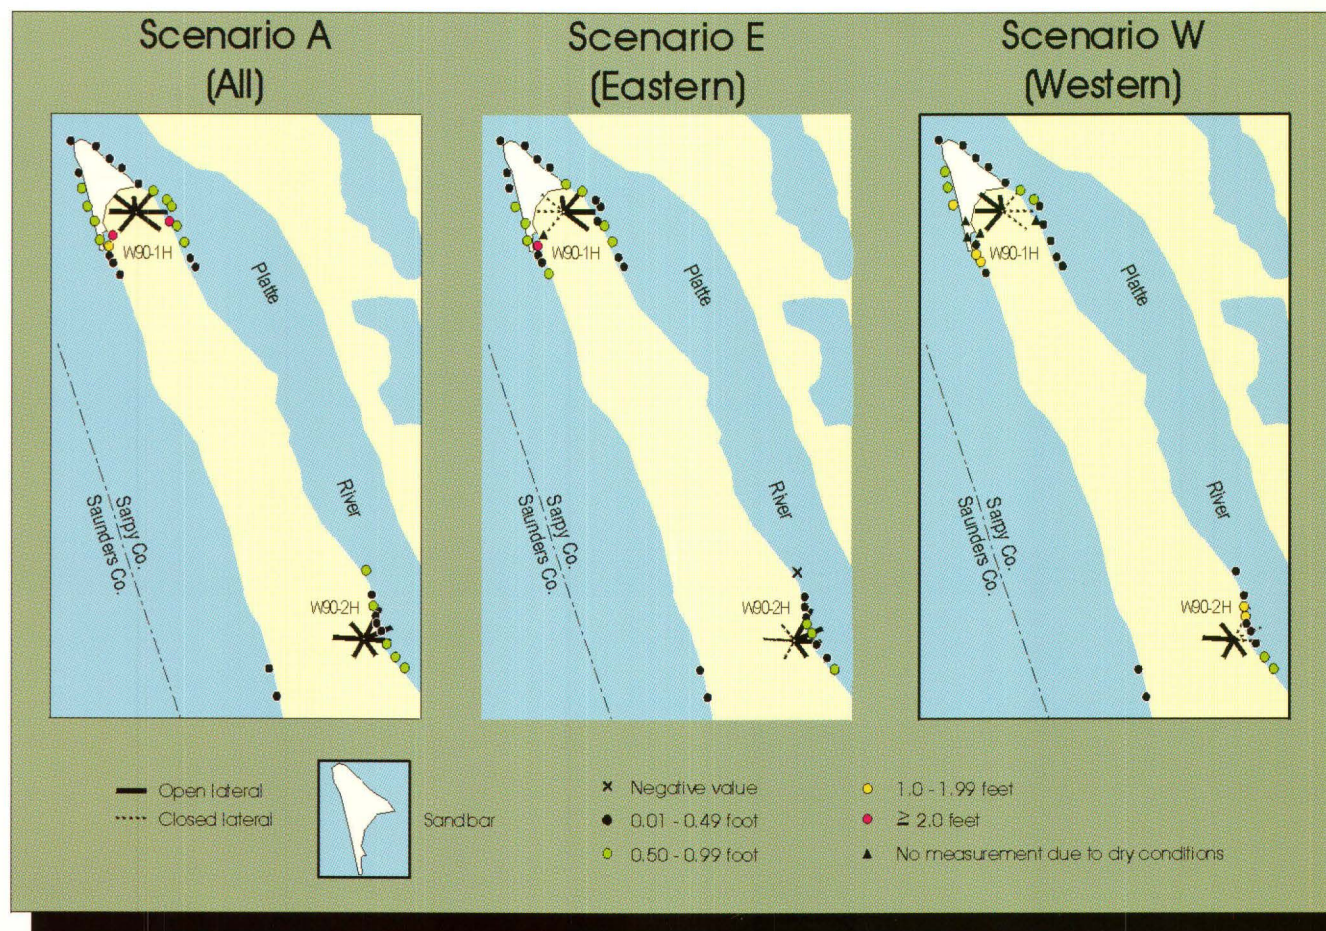 Scenario A
(All)
Scenario E
(Eastern)
Scenario W
(Western)
W90-1H
Platte
River
Sarpy Co.
Saunders Co.
W90-2H
W90-1H
Platte
River
Sarpy Co.
Saunders Co.
W90-2H
W90-1H
Platte
River
Sarpy Co.
Saunders Co.
W90-2H
Open lateral
Closed lateral
Sandbar
Negative value
0.01 - 0.49 foot
0.50 - 0.99 foot
1.0 - 1.99 feet
≥ 2.0 feet
No measurement due to dry conditions